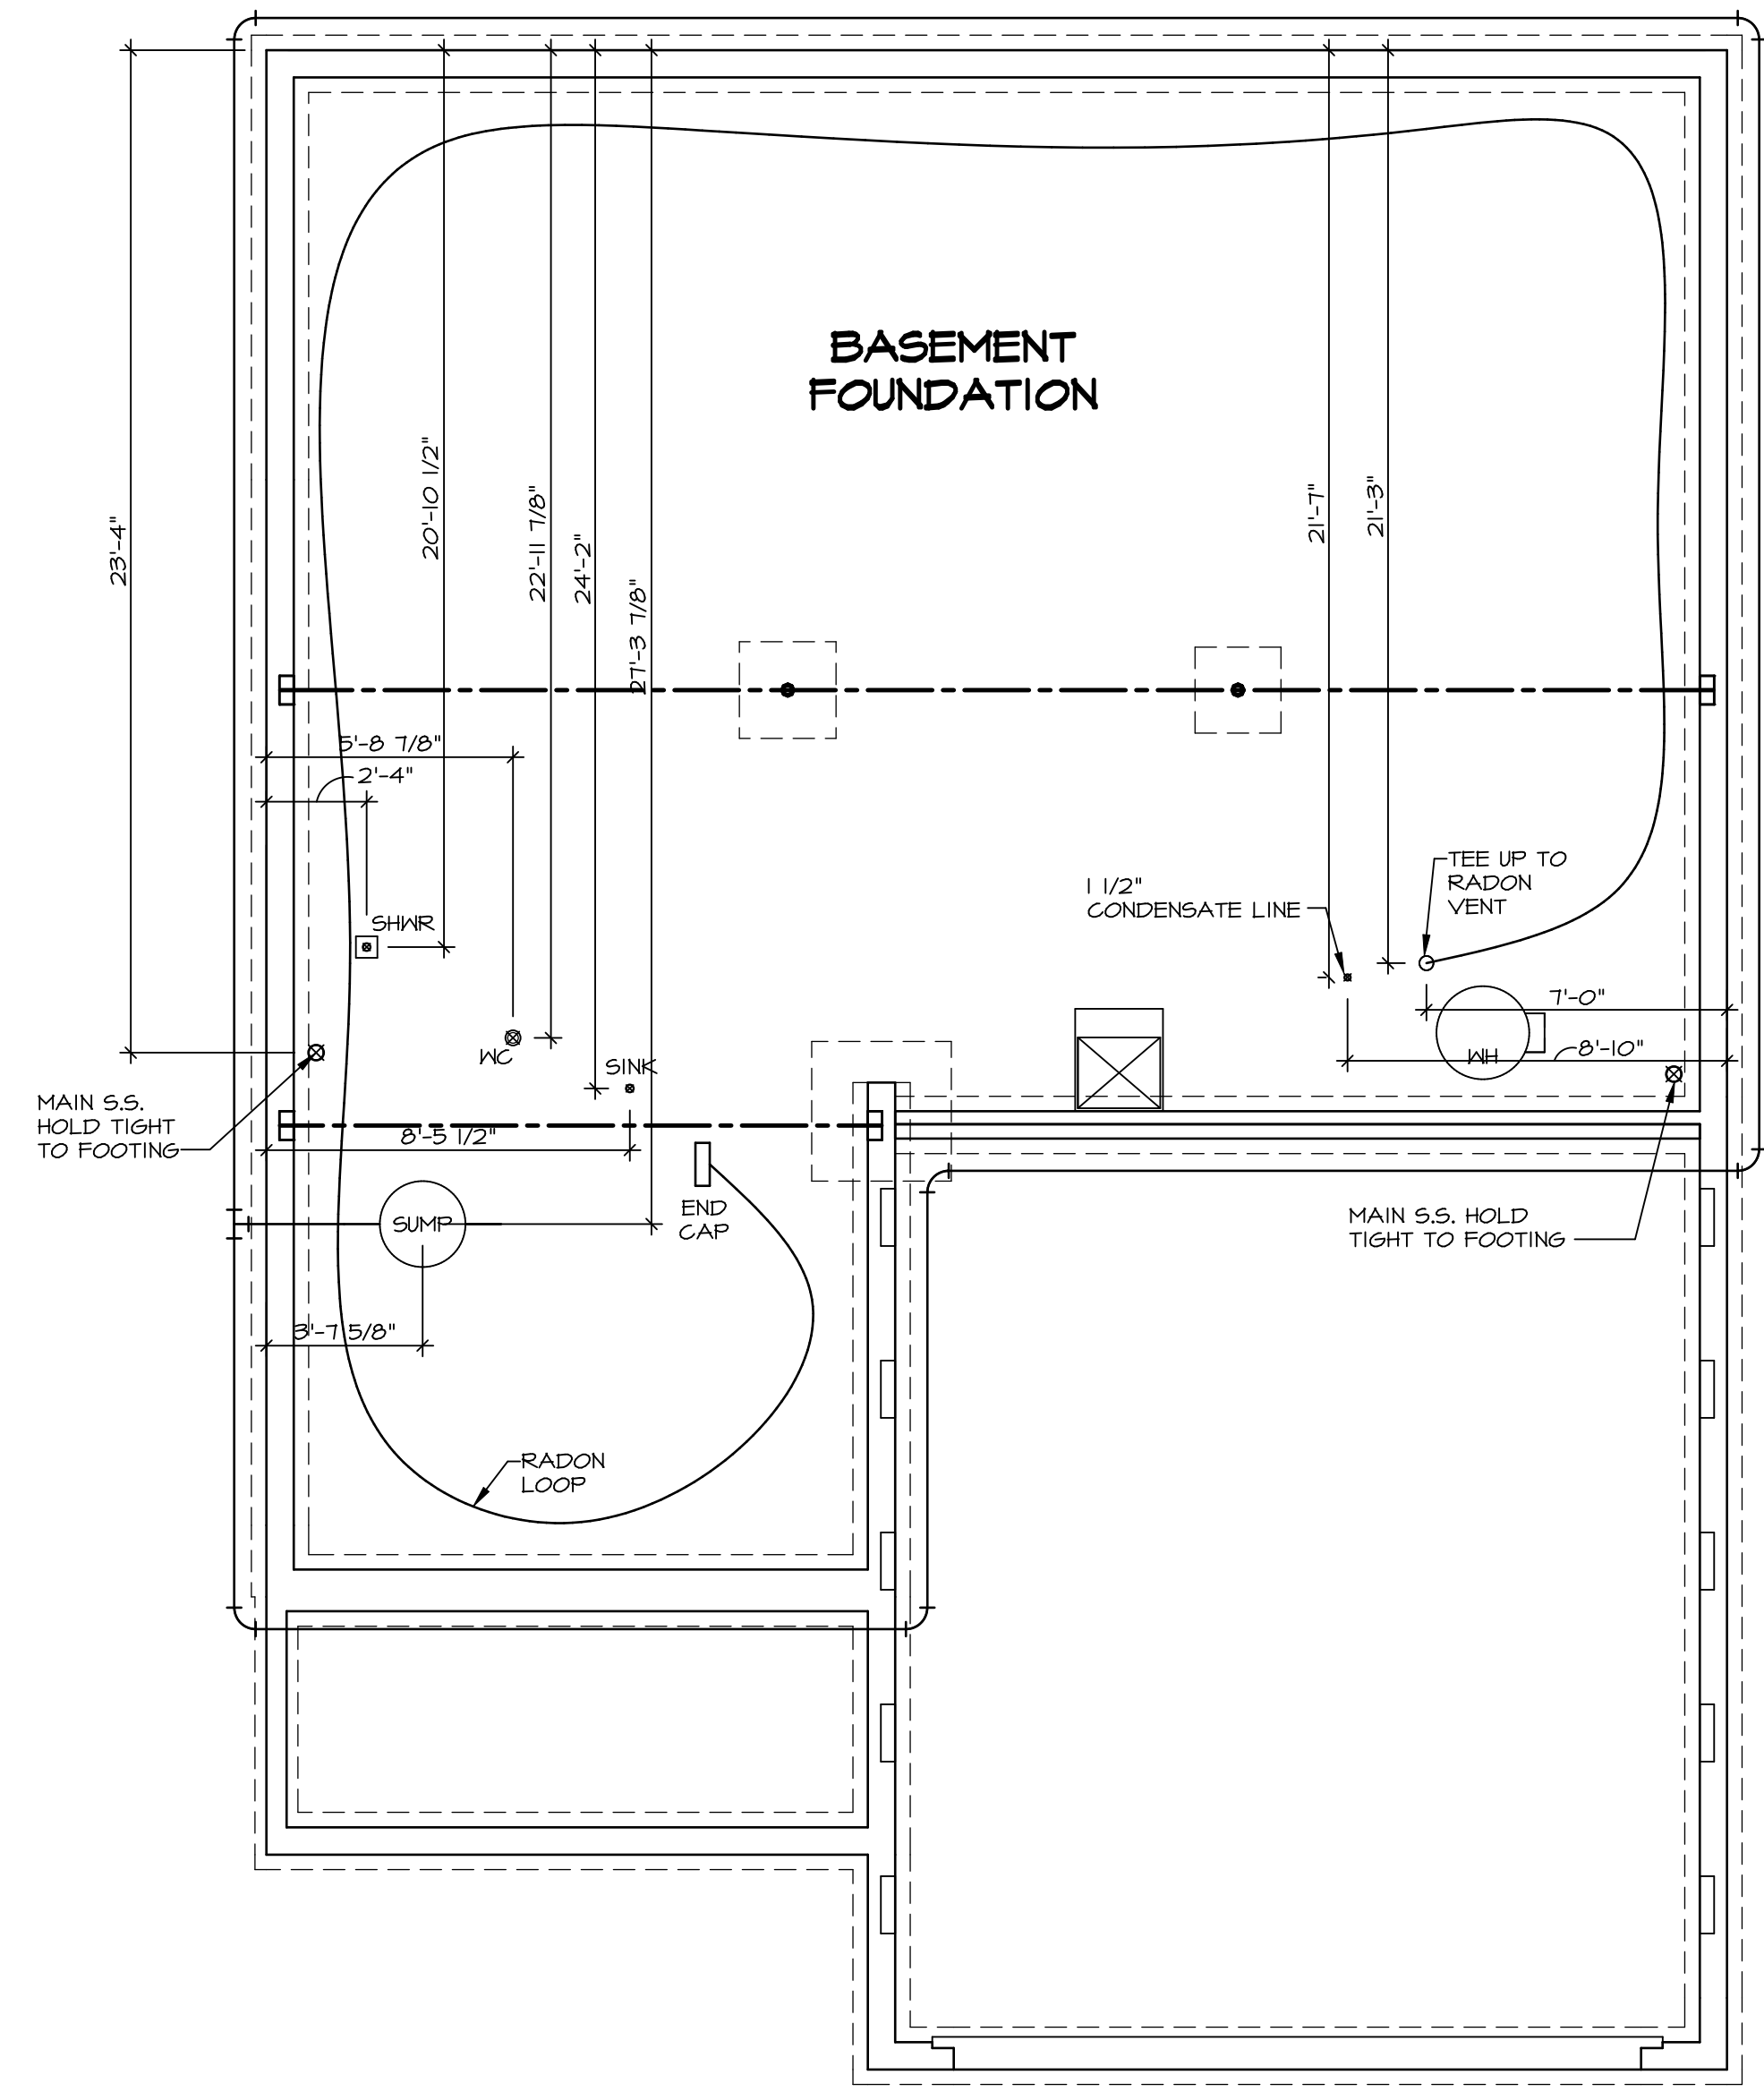 BASEMENT
FOUNDATION
23'-4"
20'-10 1/2"
22'-11 7/8"
24'-2"
27'-3 7/8"
21'-7"
21'-3"
5'-8 7/8"
2'-4"
SHWR
1 1/2"
CONDENSATE LINE
TEE UP TO
RADON
VENT
7'-0"
8'-10"
WH
WC
SINK
MAIN S.S.
HOLD TIGHT
TO FOOTING
8'-5 1/2"
SUMP
END
CAP
MAIN S.S. HOLD
TIGHT TO FOOTING
3'-7 5/8"
RADON
LOOP